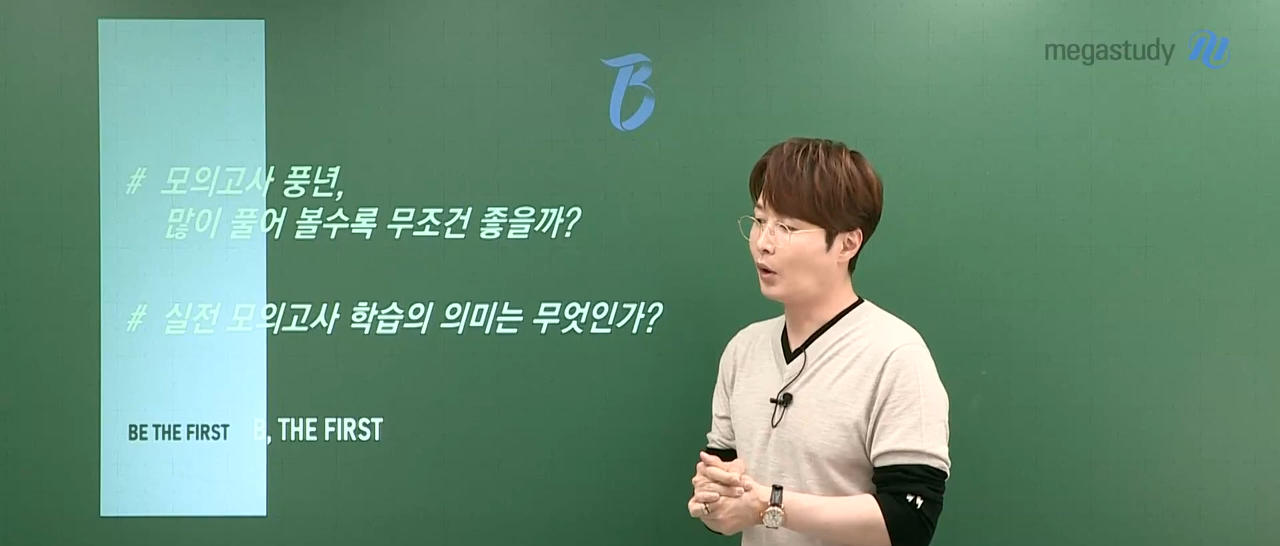 megastudy
B
# 모의고사 풍년,
많이 풀어 볼수록 무조건 좋을까?
# 실전 모의고사 학습의 의미는 무엇인가?
BE THE FIRST B, THE FIRST